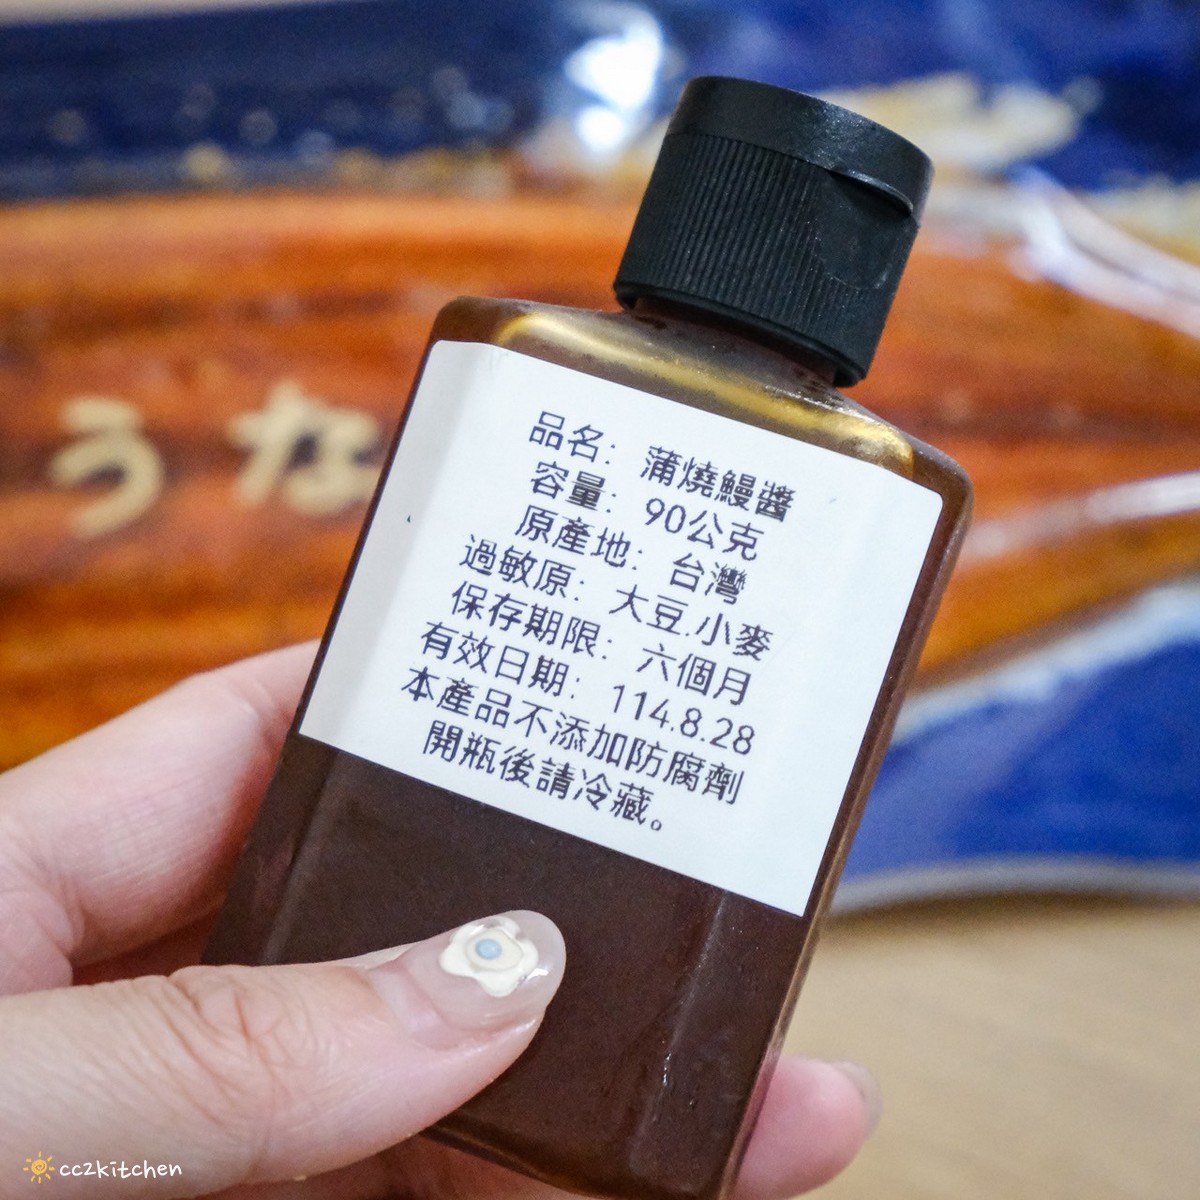 品名：蒲燒鰻醬
容量：90公克
原產地：台灣
過敏原：大豆.小麥
保存期限：六個月
有效日期：114.8.28
本產品不添加防腐劑
開瓶後請冷藏。
うな
cc2kitchen